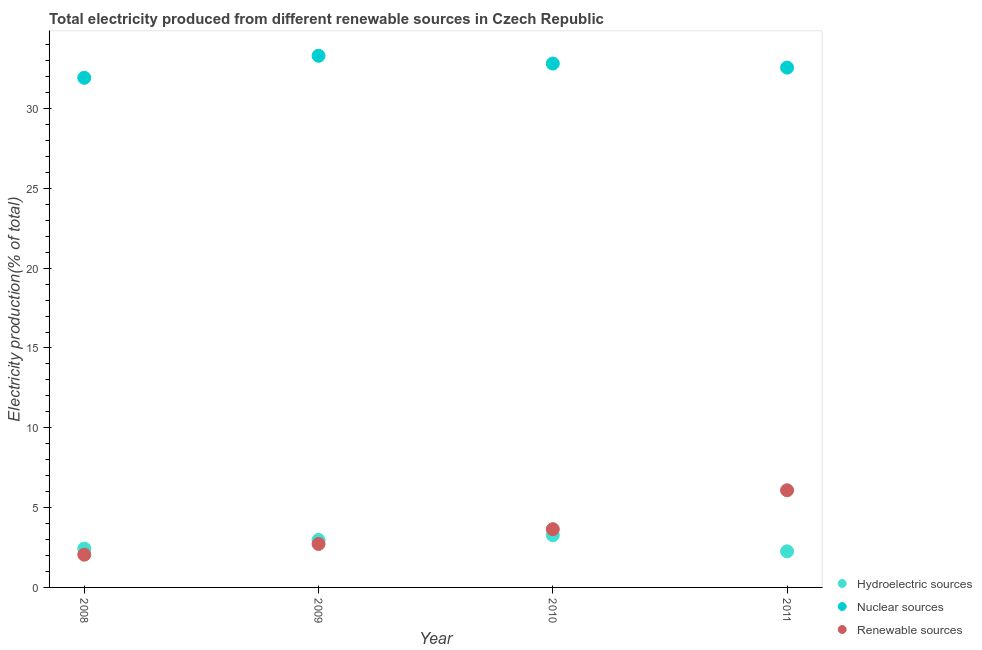 Total electricity produced from different renewable sources in Czech Republic
Electricity production(% of total)
30
25
20
15
10
5
0
2008
2009
2010
2011
Year
Hydroelectric sources
Nuclear sources
Renewable sources